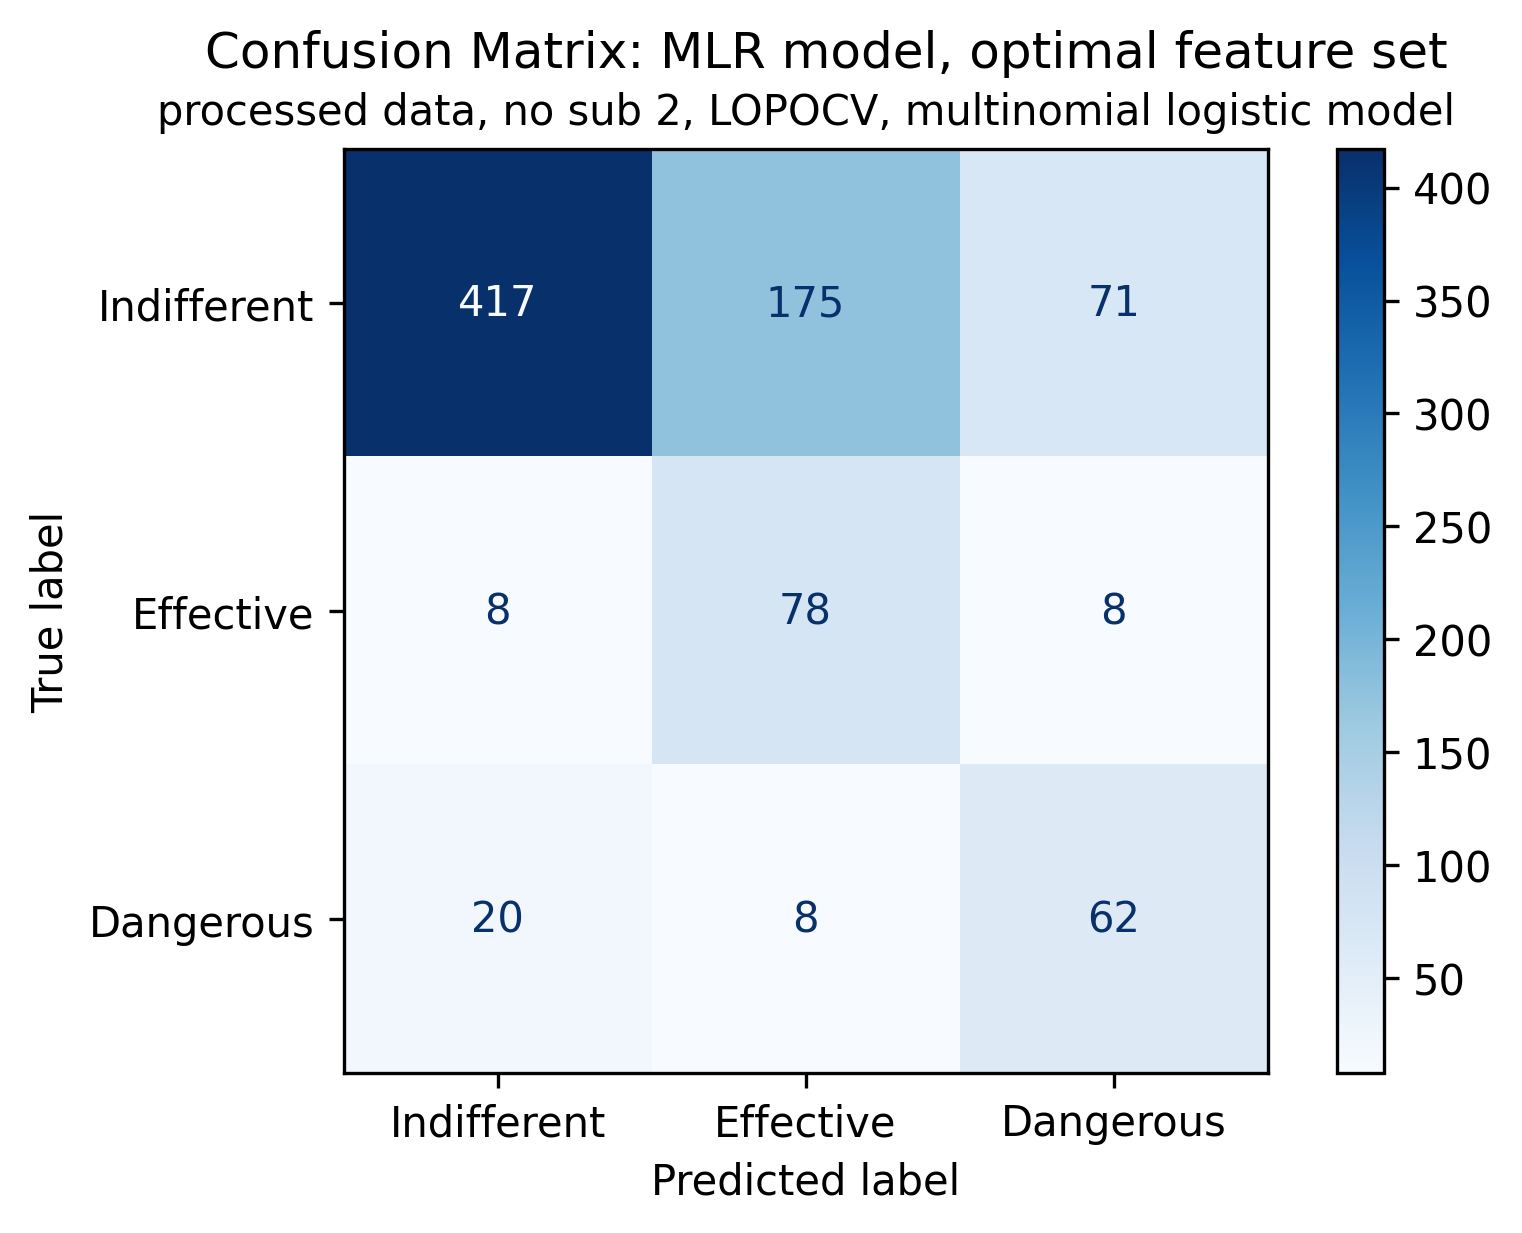 Confusion Matrix: MLR model, optimal feature set
processed data, no sub 2, LOPOCV, multinomial logistic model
True label
Indifferent
417
175
71
Effective
8
78
8
Dangerous
20
8
62
Indifferent
Effective
Dangerous
Predicted label
400
350
300
250
200
150
100
50